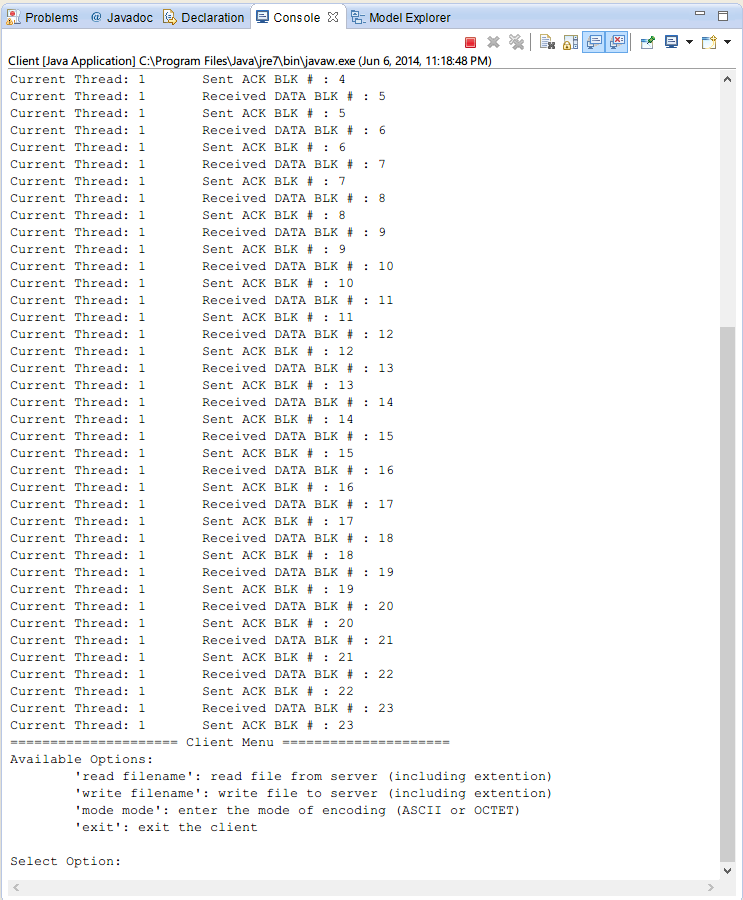 Problems @ Javadoc Declaration Console Model Explorer
Client [Java Application] C:\Program Files\Java\jre7\bin\javaw.exe (Jun 6, 2014, 11:18:48 PM)
Current Thread: 1 Sent ACK BLK # : 4
Current Thread: 1 Received DATA BLK # : 5
Current Thread: 1 Sent ACK BLK # : 5
Current Thread: 1 Received DATA BLK # : 6
Current Thread: 1 Sent ACK BLK # : 6
Current Thread: 1 Received DATA BLK # : 7
Current Thread: 1 Sent ACK BLK # : 7
Current Thread: 1 Received DATA BLK # : 8
Current Thread: 1 Sent ACK BLK # : 8
Current Thread: 1 Received DATA BLK # : 9
Current Thread: 1 Sent ACK BLK # : 9
Current Thread: 1 Received DATA BLK # : 10
Current Thread: 1 Sent ACK BLK # : 10
Current Thread: 1 Received DATA BLK # : 11
Current Thread: 1 Sent ACK BLK # : 11
Current Thread: 1 Received DATA BLK # : 12
Current Thread: 1 Sent ACK BLK # : 12
Current Thread: 1 Received DATA BLK # : 13
Current Thread: 1 Sent ACK BLK # : 13
Current Thread: 1 Received DATA BLK # : 14
Current Thread: 1 Sent ACK BLK # : 14
Current Thread: 1 Received DATA BLK # : 15
Current Thread: 1 Sent ACK BLK # : 15
Current Thread: 1 Received DATA BLK # : 16
Current Thread: 1 Sent ACK BLK # : 16
Current Thread: 1 Received DATA BLK # : 17
Current Thread: 1 Sent ACK BLK # : 17
Current Thread: 1 Received DATA BLK # : 18
Current Thread: 1 Sent ACK BLK # : 18
Current Thread: 1 Received DATA BLK # : 19
Current Thread: 1 Sent ACK BLK # : 19
Current Thread: 1 Received DATA BLK # : 20
Current Thread: 1 Sent ACK BLK # : 20
Current Thread: 1 Received DATA BLK # : 21
Current Thread: 1 Sent ACK BLK # : 21
Current Thread: 1 Received DATA BLK # : 22
Current Thread: 1 Sent ACK BLK # : 22
Current Thread: 1 Received DATA BLK # : 23
Current Thread: 1 Sent ACK BLK # : 23
===================== Client Menu =====================
Available Options:
'read filename': read file from server (including extention)
'write filename': write file to server (including extention)
'mode mode': enter the mode of encoding (ASCII or OCTET)
'exit': exit the client
Select Option: